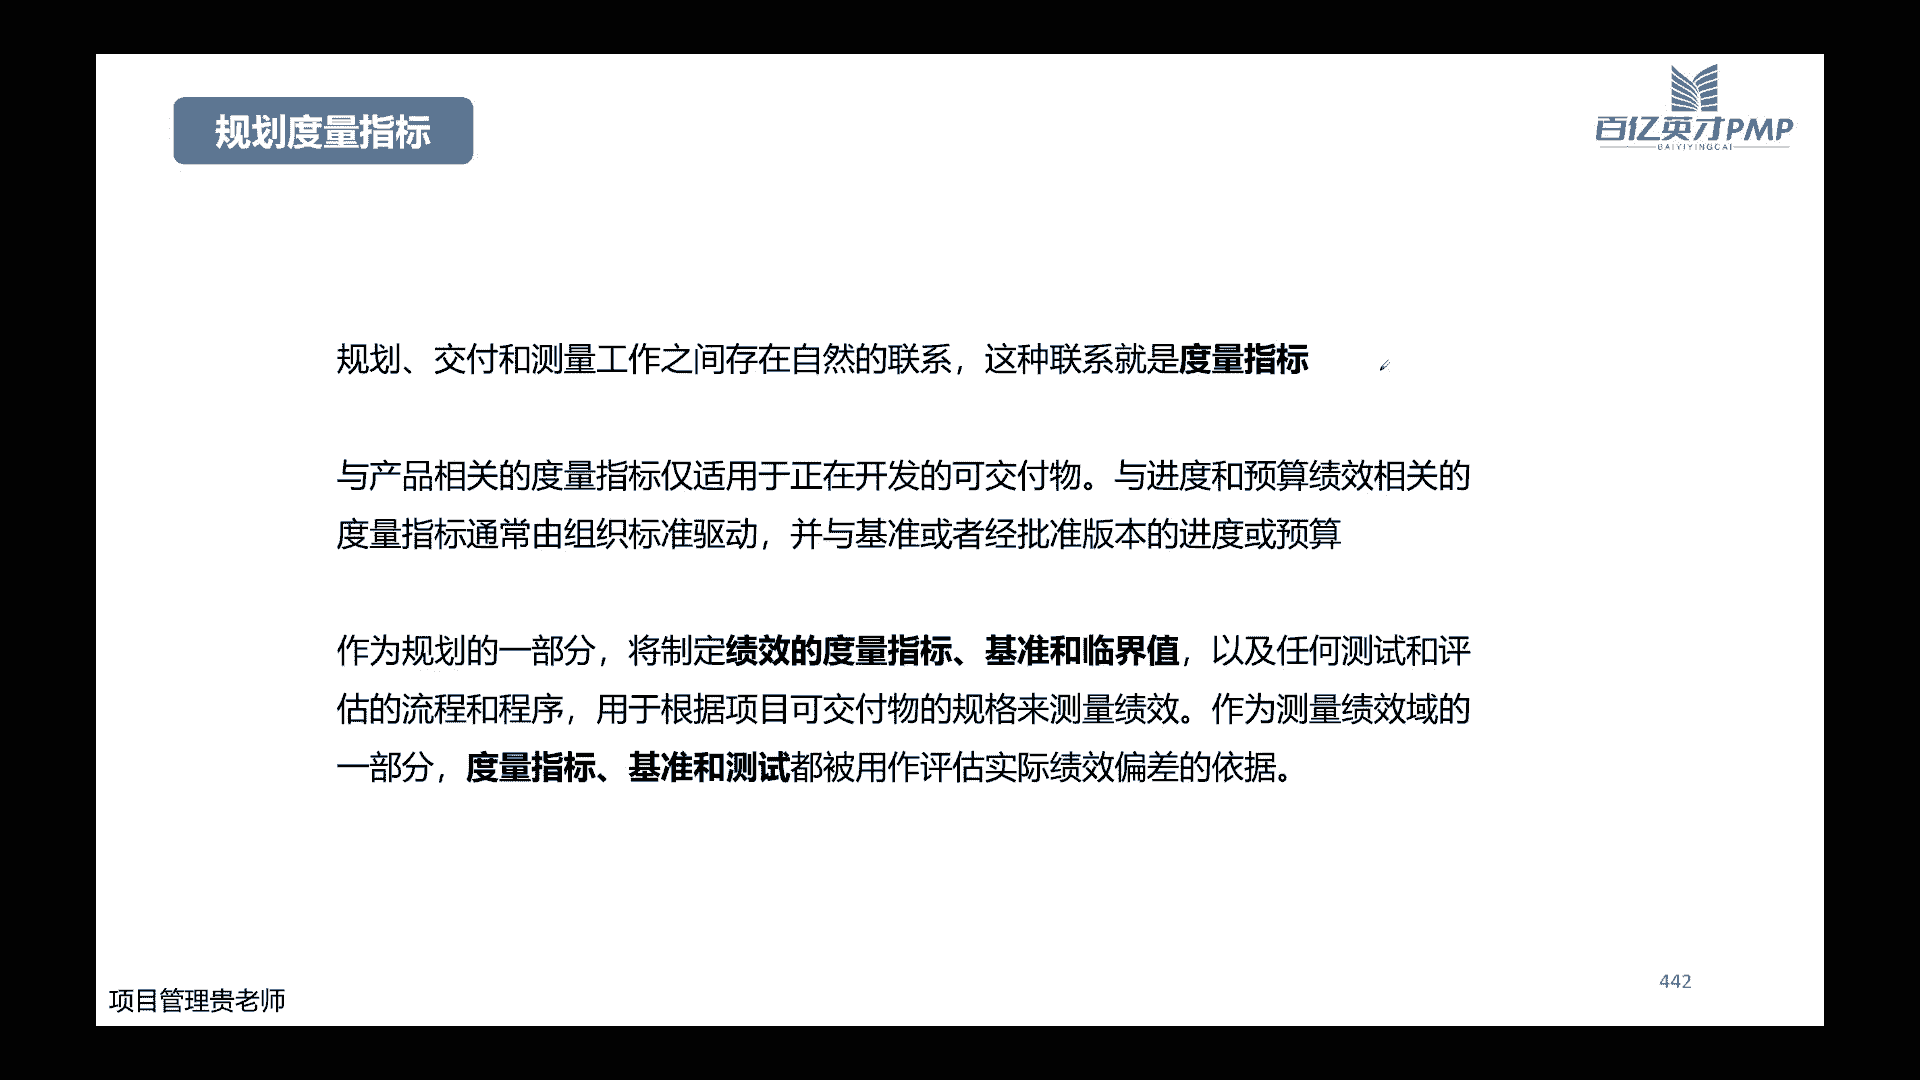 规划度量指标
百亿英才PMP
BAIYIYINGCAI
规划、交付和测量工作之间存在自然的联系，这种联系就是度量指标
与产品相关的度量指标仅适用于正在开发的可交付物。与进度和预算绩效相关的
度量指标通常由组织标准驱动，并与基准或者经批准版本的进度或预算
作为规划的一部分，将制定绩效的度量指标、基准和临界值，以及任何测试和评
估的流程和程序，用于根据项目可交付物的规格来测量绩效。作为测量绩效域的
一部分，度量指标、基准和测试都被用作评估实际绩效偏差的依据。
442
项目管理贵老师